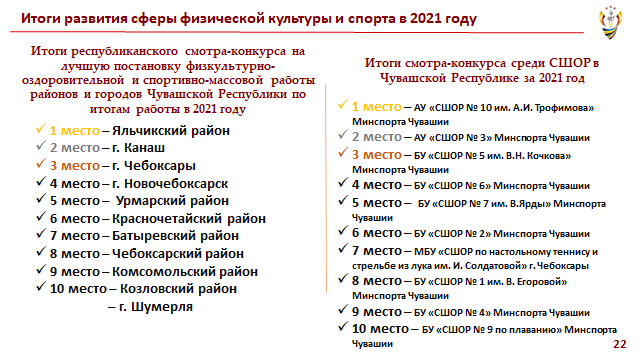 Итоги развития сферы физической культуры и спорта в 2021 году
Итоги республиканского смотра-конкурса на
лучшую постановку физкультурно-
оздоровительной и спортивно-массовой работы
районов и городов Чувашской Республики по
итогам работы в 2021 году
✓ 1 место – Яльчикский район
✓ 2 место – г. Канаш
✓ 3 место – г. Чебоксары
✓ 4 место – г. Новочебоксарск
✓ 5 место – Урмарский район
✓ 6 место – Красночетайский район
✓ 7 место – Батыревский район
✓ 8 место – Чебоксарский район
✓ 9 место – Комсомольский район
✓ 10 место – Козловский район
– г. Шумерля
Итоги смотра-конкурса среди СШОР в
Чувашской Республике за 2021 год
✓ 1 место – АУ «СШОР № 10 им. А.И. Трофимова»
Минспорта Чувашии
✓ 2 место – АУ «СШОР № 3» Минспорта Чувашии
✓ 3 место – БУ «СШОР № 5 им. В.Н. Кочкова»
Минспорта Чувашии
✓ 4 место – БУ «СШОР № 6» Минспорта Чувашии
✓ 5 место – БУ «СШОР № 7 им. В.Ярды» Минспорта
Чувашии
✓ 6 место – БУ «СШОР № 2» Минспорта Чувашии
✓ 7 место – МБУ «СШОР по настольному теннису и
стрельбе из лука им. И. Солдатовой» г. Чебоксары
✓ 8 место – БУ «СШОР № 1 им. В. Егоровой»
Минспорта Чувашии
✓ 9 место – БУ «СШОР № 4» Минспорта Чувашии
✓ 10 место – БУ «СШОР № 9 по плаванию» Минспорта
Чувашии
22